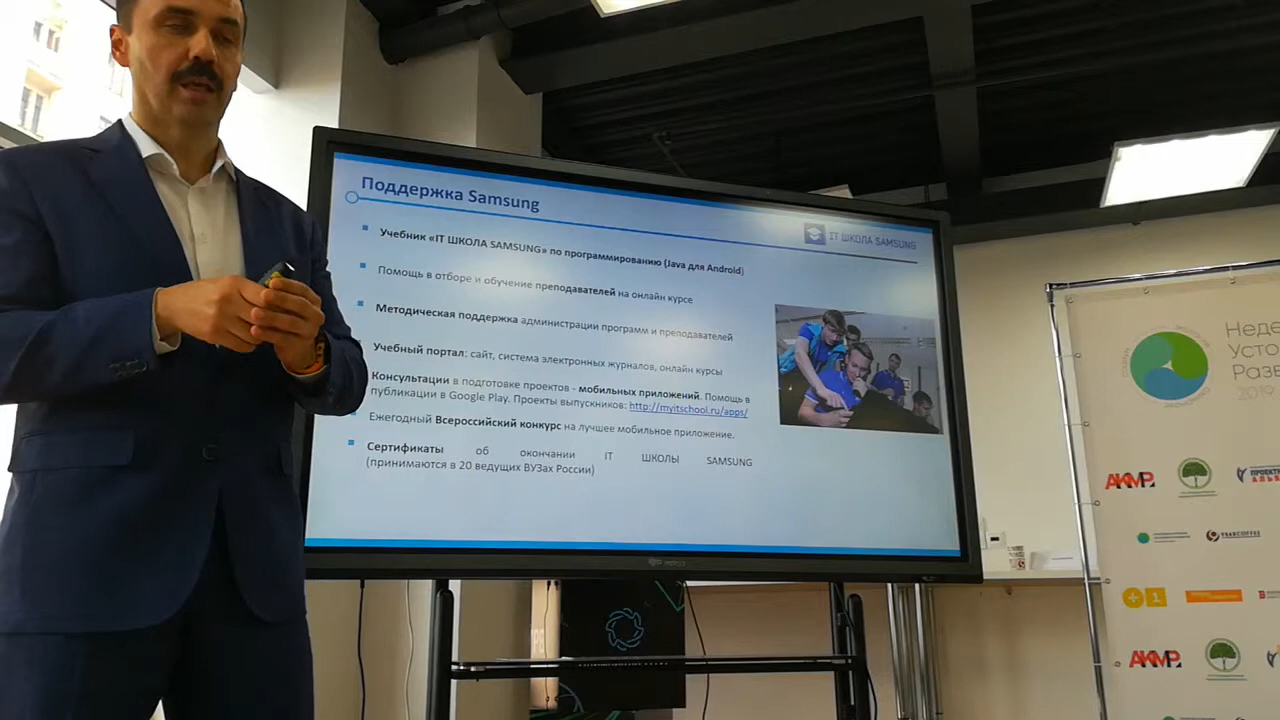 Поддержка Samsung
IT ШКОЛА SAMSUNG
Учебник «IT ШКОЛА SAMSUNG» по программированию (Java для Android)
Помощь в отборе и обучение преподавателей на онлайн курсе
Методическая поддержка администрации программ и преподавателей
Учебный портал: сайт, система электронных журналов, онлайн курсы
Консультации в подготовке проектов - мобильных приложений. Помощь в
публикации в Google Play. Проекты выпускников: http://myitschool.ru/apps/
Ежегодный Всероссийский конкурс на лучшее мобильное приложение.
Сертификаты об окончании IT ШКОЛЫ SAMSUNG
(принимаются в 20 ведущих ВУЗах России)
Неде
Усто
Разв
2019
АКМР
ПРОЕКТН
АЛЬЯ
+1
АКМР